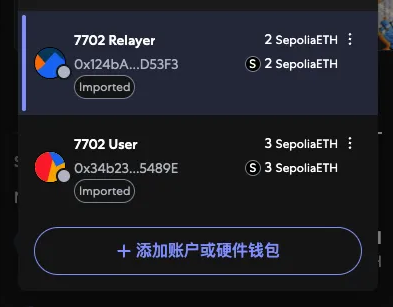 7702 Relayer
2 SepoliaETH
0x124bA...D53F3
S 2 SepoliaETH
Imported
7702 User
3 SepoliaETH
0x34b23...5489E
S 3 SepoliaETH
Imported
+ 添加账户或硬件钱包